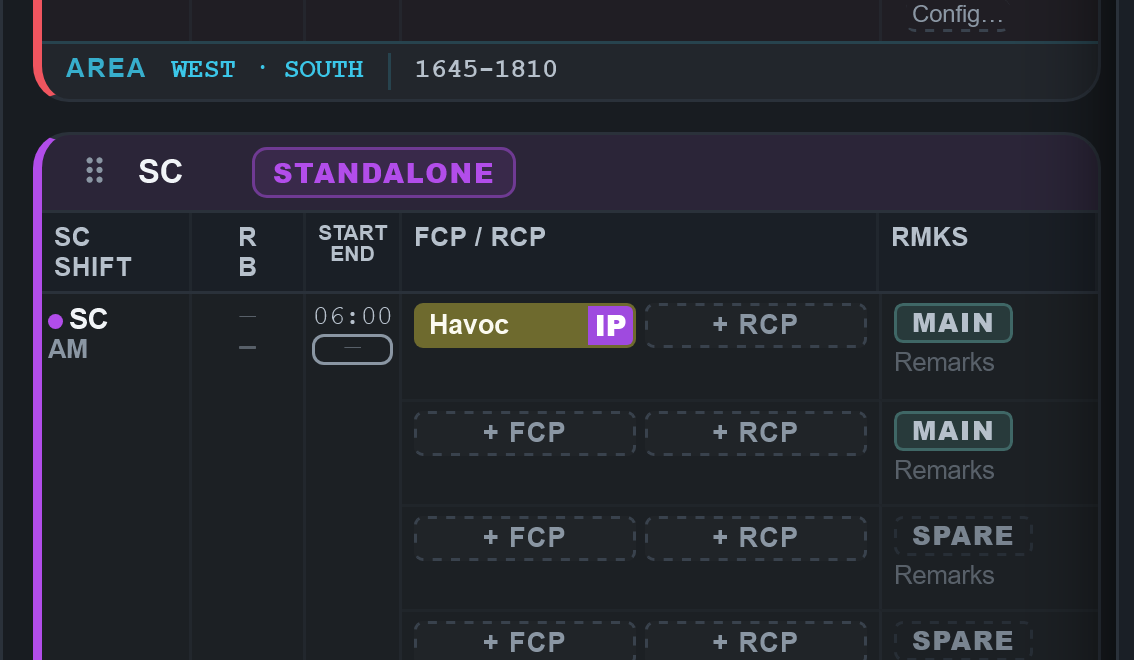 Config…
AREA WEST · SOUTH 1645–1810
SC STANDALONE
SC SHIFT R B START END FCP / RCP RMKS
SC AM — — 06:00 — Havoc IP + RCP MAIN
Remarks
+ FCP + RCP MAIN
Remarks
+ FCP + RCP SPARE
Remarks
+ FCP + RCP SPARE